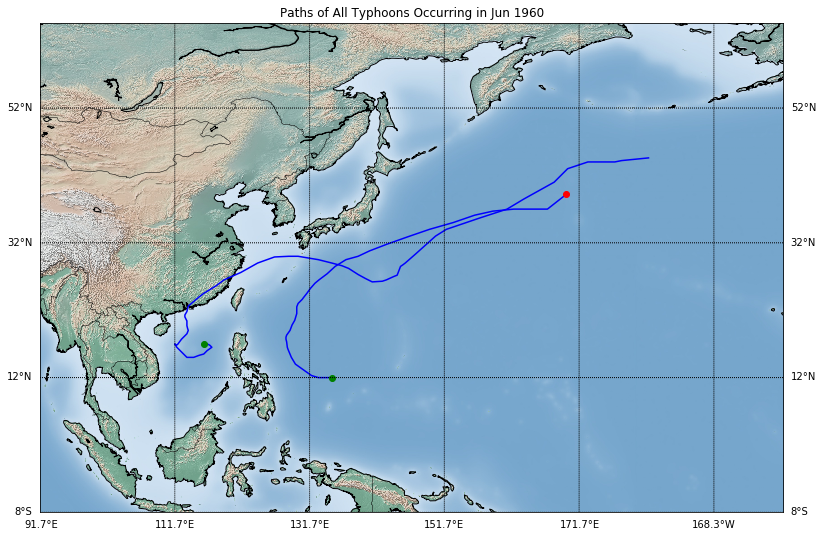 Paths of All Typhoons Occurring in Jun 1960
52°N 52°N
32°N 32°N
12°N 12°N
8°S 8°S
91.7°E 111.7°E 131.7°E 151.7°E 171.7°E 168.3°W